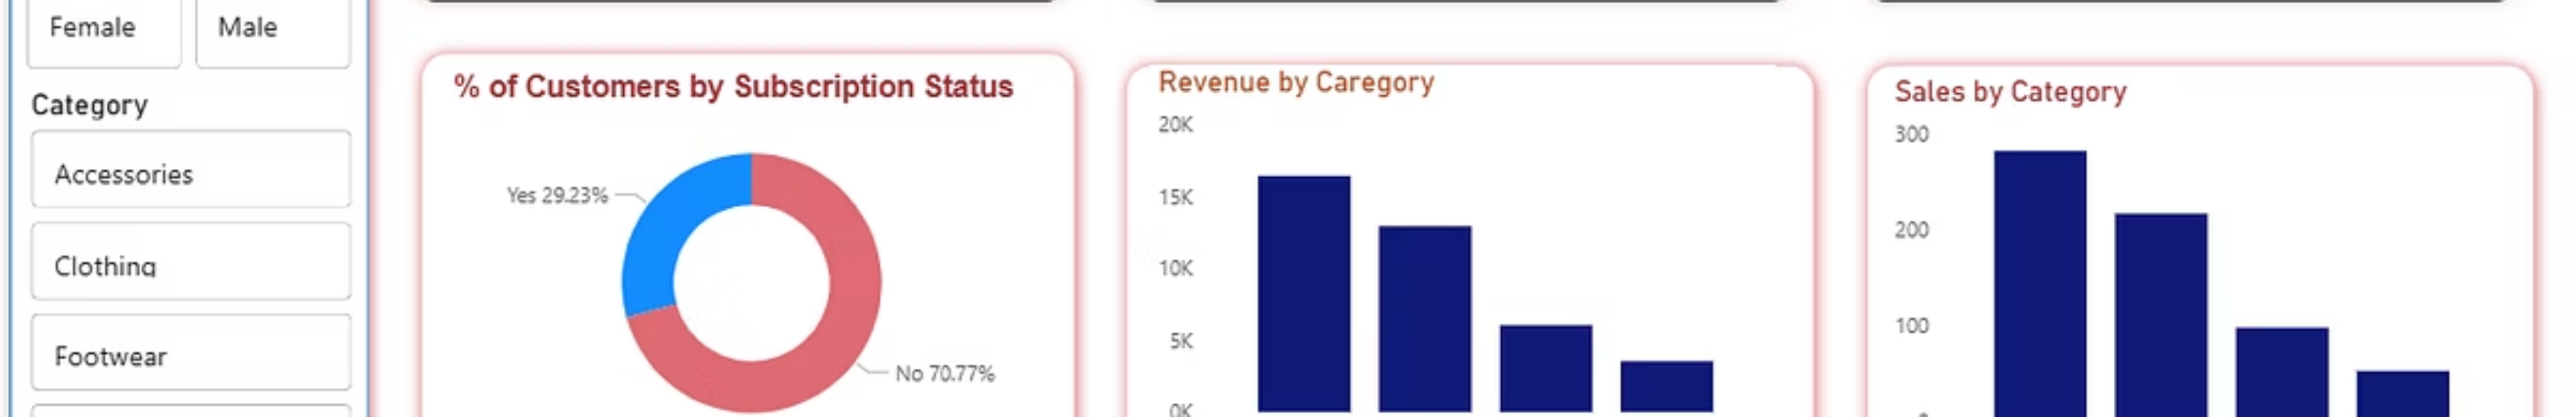 Female
Male
Category
Accessories
Clothing
Footwear
% of Customers by Subscription Status
Yes 29.23%
No 70.77%
Revenue by Caregory
20K
15K
10K
5K
0K
Sales by Category
300
200
100